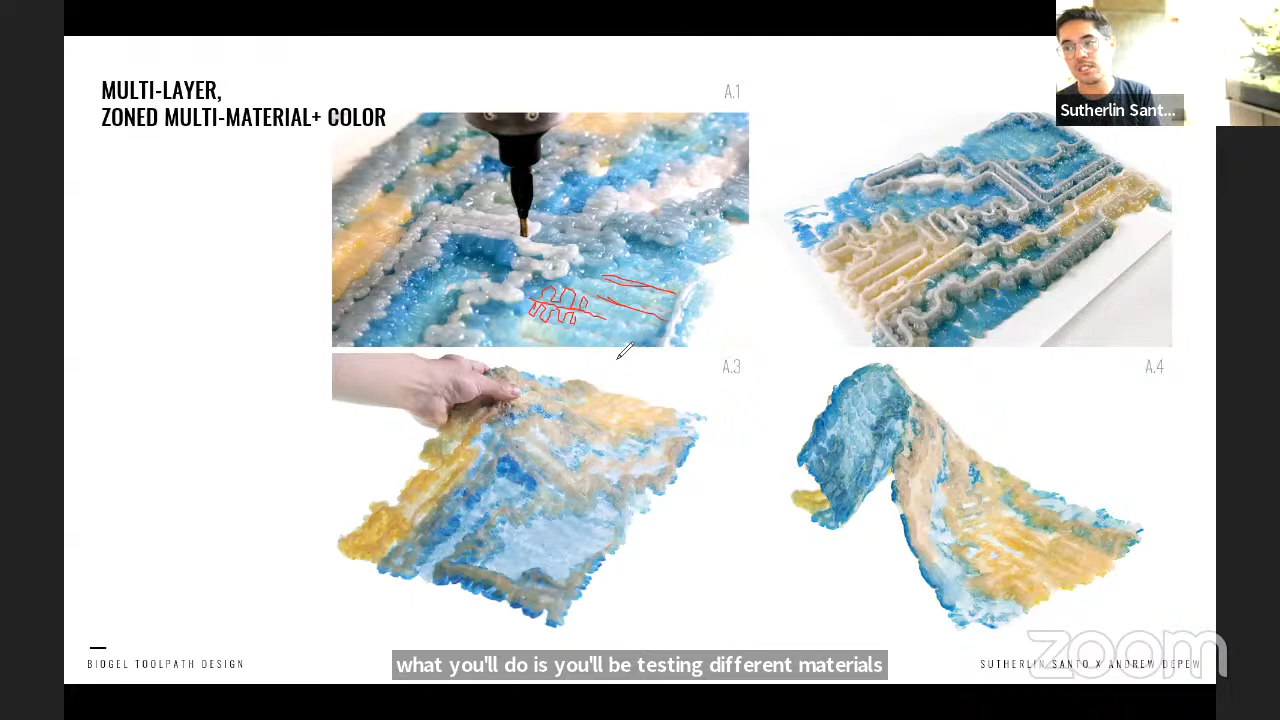 MULTI-LAYER,
ZONED MULTI-MATERIAL+ COLOR
A.1
Sutherlin Sant...
A.3
A.4
BIOGEL TOOLPATH DESIGN
what you'll do is you'll be testing different materials
SUTHERLIN SANTO X ANDREW DEPEW
zoom